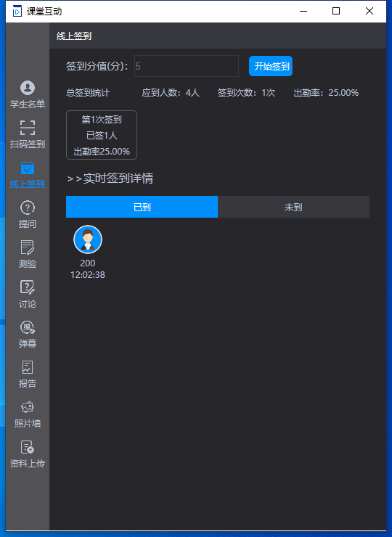 课堂互动
线上签到
签到分值(分): 5
开始签到
总签到统计 应到人数: 4人 签到次数: 1次 出勤率: 25.00%
第1次签到
已签1人
出勤率25.00%
>>实时签到详情
已到 未到
200
12:02:38
学生名单
扫码签到
线上签到
提问
测验
讨论
弹幕
报告
照片墙
资料上传